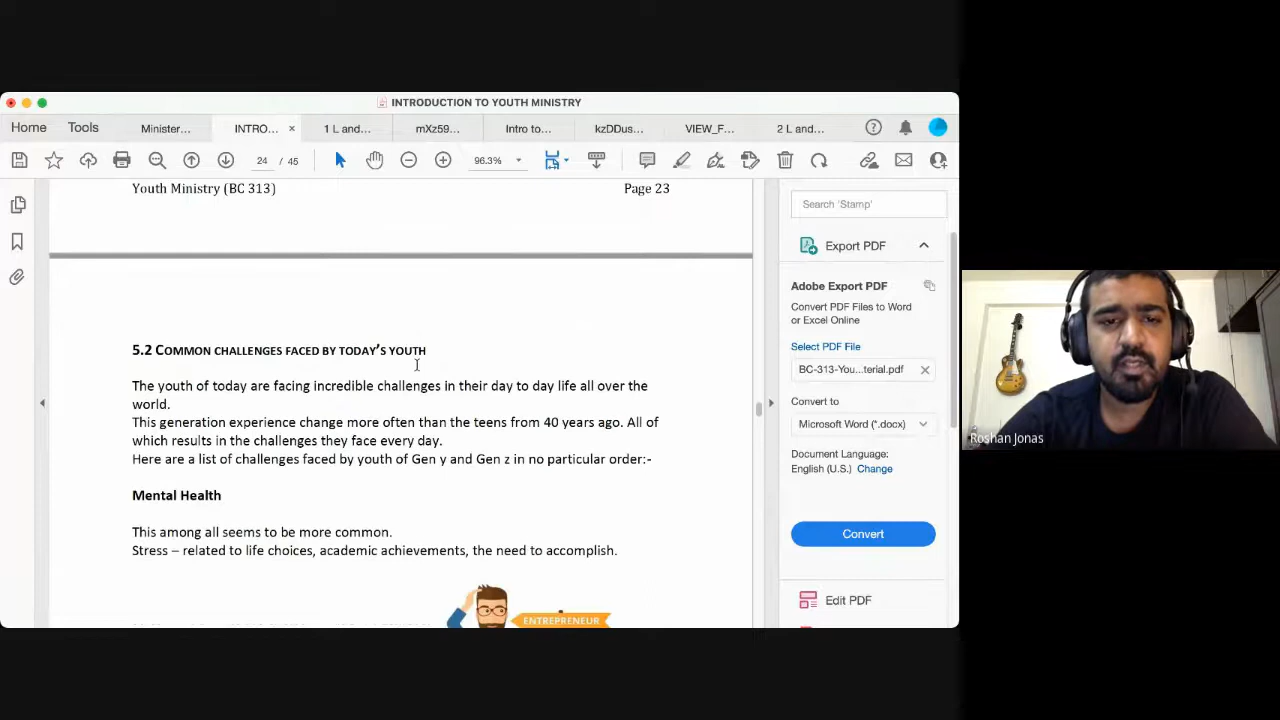 INTRODUCTION TO YOUTH MINISTRY
Home Tools Minister... INTRO... 1 L and... mXz59... Intro to... kzDDus... VIEW_F... 2 L and...
24 / 45 96.3%
Youth Ministry (BC 313) Page 23
5.2 COMMON CHALLENGES FACED BY TODAY'S YOUTH
The youth of today are facing incredible challenges in their day to day life all over the
world.
This generation experience change more often than the teens from 40 years ago. All of
which results in the challenges they face every day.
Here are a list of challenges faced by youth of Gen y and Gen z in no particular order:-
Mental Health
This among all seems to be more common.
Stress – related to life choices, academic achievements, the need to accomplish.
ENTREPRENEUR
Search 'Stamp'
Export PDF
Adobe Export PDF
Convert PDF Files to Word
or Excel Online
Select PDF File
BC-313-You...terial.pdf
Convert to
Microsoft Word (*.docx)
Document Language:
English (U.S.) Change
Convert
Edit PDF
Roshan Jonas